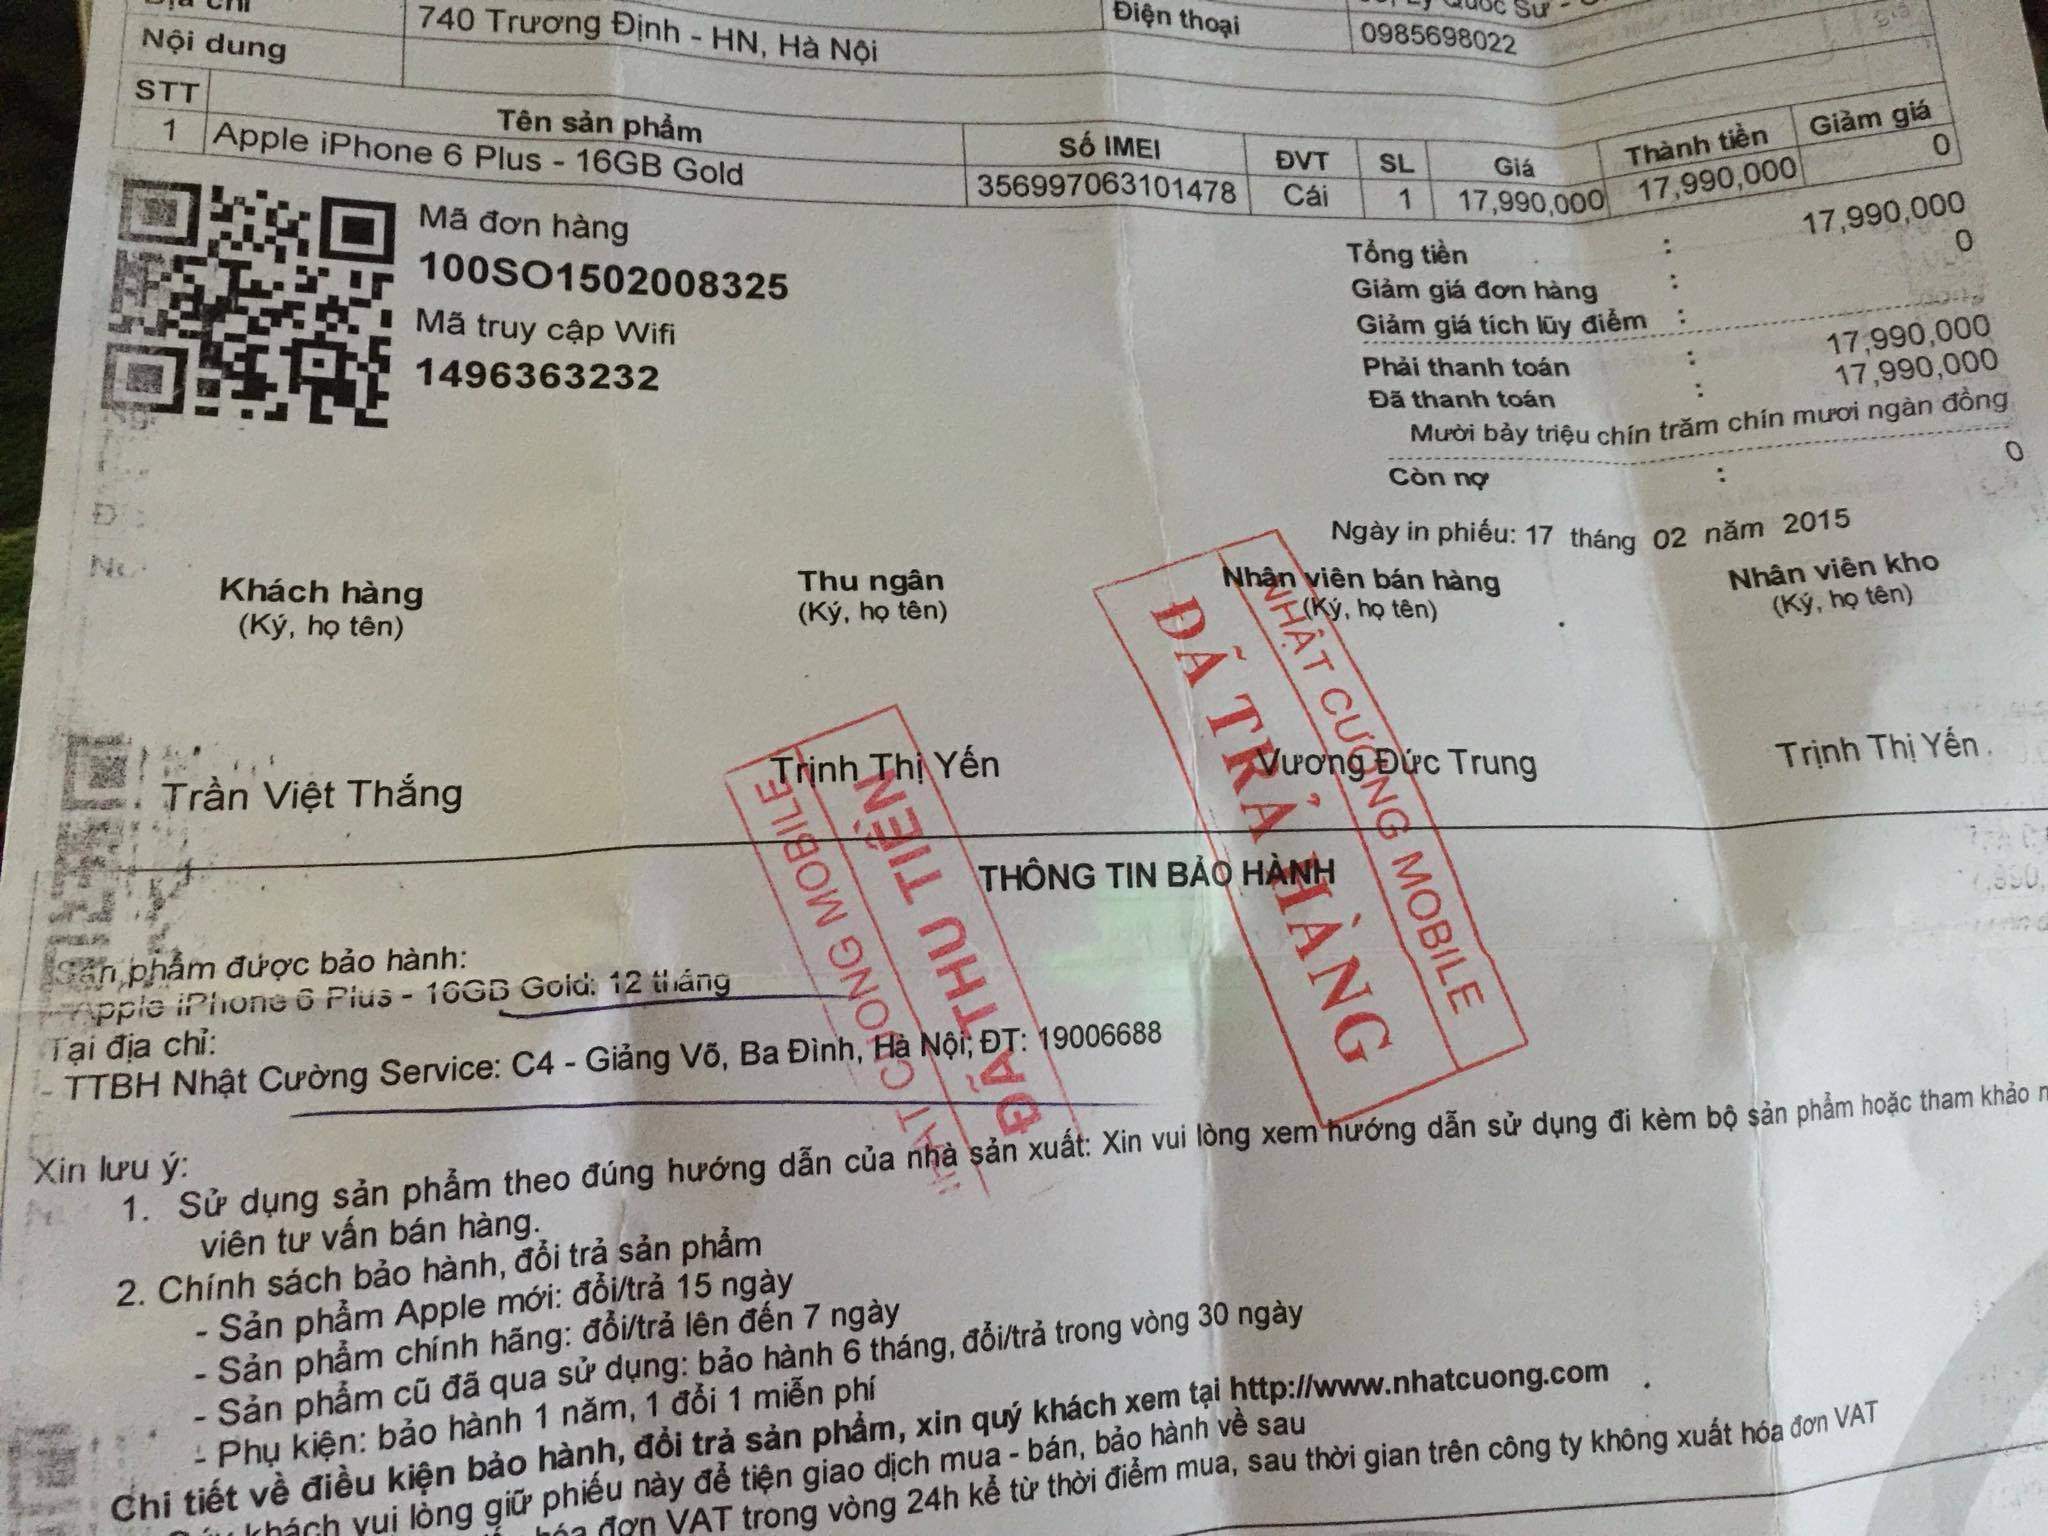 740 Trương Định - HN, Hà Nội
Điện thoại
0985698022
Nội dung
STT Tên sản phẩm Số IMEI ĐVT SL Giá Thành tiền Giảm giá
1 Apple iPhone 6 Plus - 16GB Gold 356997063101478 Cái 1 17,990,000 17,990,000 0
Mã đơn hàng
100SO1502008325
Mã truy cập Wifi
1496363232
Tổng tiền : 17,990,000
Giảm giá đơn hàng : 0
Giảm giá tích lũy điểm :
Phải thanh toán : 17,990,000
Đã thanh toán : 17,990,000
Mười bảy triệu chín trăm chín mươi ngàn đồng
Còn nợ : 0
Ngày in phiếu: 17 tháng 02 năm 2015
Khách hàng Thu ngân Nhân viên bán hàng Nhân viên kho
(Ký, họ tên) (Ký, họ tên) (Ký, họ tên) (Ký, họ tên)
NHẬT CƯỜNG MOBILE
ĐÃ TRẢ HÀNG
Trần Việt Thắng Trịnh Thị Yến Vương Đức Trung Trịnh Thị Yến
CƯỜNG MOBILE
ĐÃ THU TIỀN
THÔNG TIN BẢO HÀNH
Sản phẩm được bảo hành:
- Apple iPhone 6 Plus - 16GB Gold: 12 tháng
Tại địa chỉ:
- TTBH Nhật Cường Service: C4 - Giảng Võ, Ba Đình, Hà Nội; ĐT: 19006688
Xin lưu ý:
1. Sử dụng sản phẩm theo đúng hướng dẫn của nhà sản xuất: Xin vui lòng xem hướng dẫn sử dụng đi kèm bộ sản phẩm hoặc tham khảo
viên tư vấn bán hàng.
2. Chính sách bảo hành, đổi trả sản phẩm
- Sản phẩm Apple mới: đổi/trả 15 ngày
- Sản phẩm chính hãng: đổi/trả lên đến 7 ngày
- Sản phẩm cũ đã qua sử dụng: bảo hành 6 tháng, đổi/trả trong vòng 30 ngày
- Phụ kiện: bảo hành 1 năm, 1 đổi 1 miễn phí
Chi tiết về điều kiện bảo hành, đổi trả sản phẩm, xin quý khách xem tại http://www.nhatcuong.com
khách vui lòng giữ phiếu này để tiện giao dịch mua - bán, bảo hành về sau
hóa đơn VAT trong vòng 24h kể từ thời điểm mua, sau thời gian trên công ty không xuất hóa đơn VAT